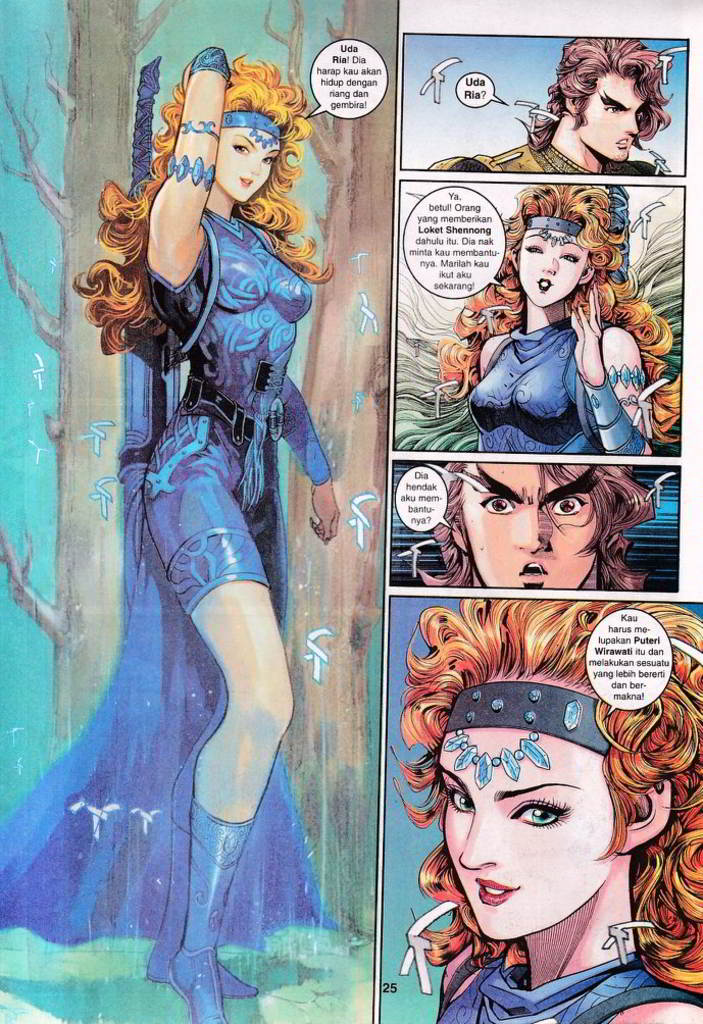 Uda
Ria! Dia
harap kau akan
hidup dengan
riang dan
gembira!
Uda
Ria?
Ya,
betul! Orang
yang memberikan
Loket Shennong
dahulu itu. Dia nak
minta kau membantu-
nya. Marilah kau
ikut aku
sekarang!
Dia
hendak
aku mem-
bantu-
nya?
Kau
harus me-
lupakan Puteri
Wirawati itu dan
melakukan sesuatu
yang lebih bererti
dan ber-
makna!
25